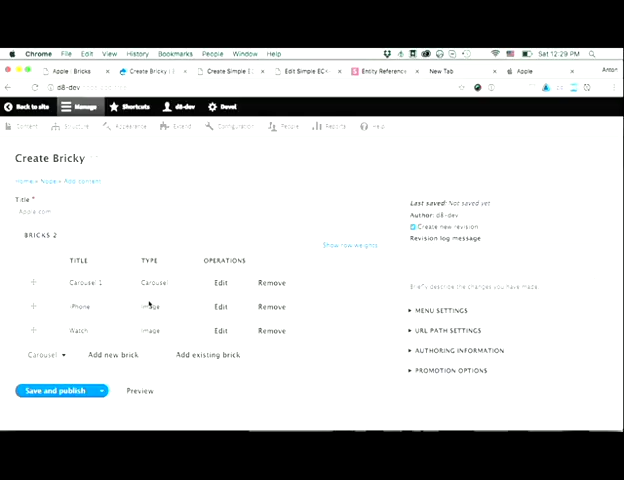 Chrome File Edit View History Bookmarks People Window Help Sat 12:29 PM
Apple : Bricks Create Bricky | Create Simple EC Edit Simple EC Entity Reference New Tab Apple Anton
d8-dev
Back to site Manage Shortcuts d8-dev Devel
Content Structure Appearance Extend Configuration People Reports Help
Create Bricky
Home » Node » Add content
Title *
Apple.com
BRICKS 2
Show row weights
TITLE TYPE OPERATIONS
Carousel 1 Carousel Edit Remove
iPhone Image Edit Remove
Watch Image Edit Remove
Carousel Add new brick Add existing brick
Save and publish Preview
Last saved: Not saved yet
Author: d8-dev
Create new revision
Revision log message
Briefly describe the changes you have made.
MENU SETTINGS
URL PATH SETTINGS
AUTHORING INFORMATION
PROMOTION OPTIONS